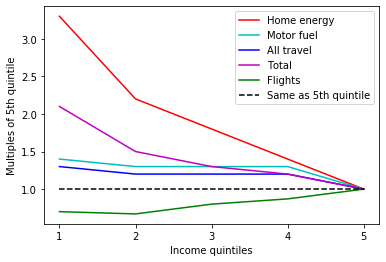 Home energy
Motor fuel
All travel
Total
Flights
Same as 5th quintile
Multiples of 5th quintile
3.0
2.5
2.0
1.5
1.0
1 2 3 4 5
Income quintiles